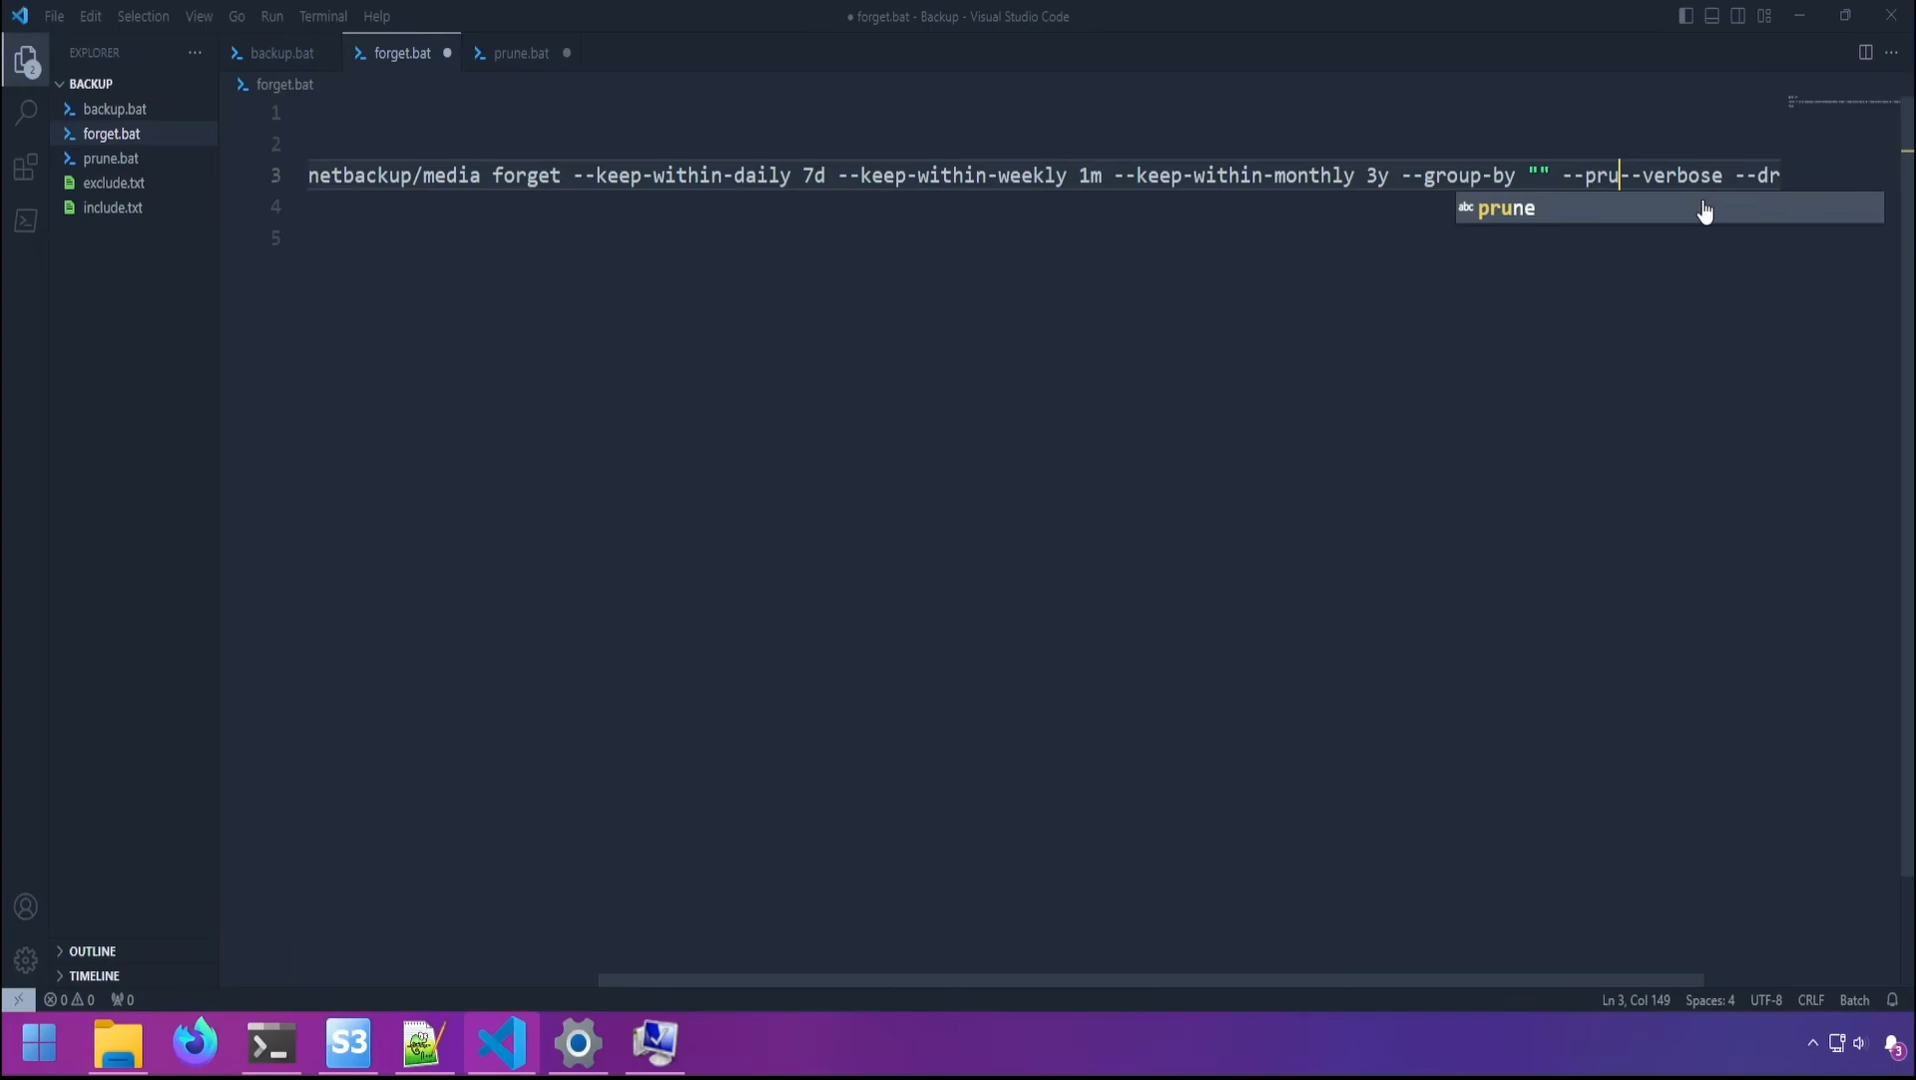 File Edit Selection View Go Run Terminal Help
● forget.bat - Backup - Visual Studio Code
EXPLORER
backup.bat
forget.bat
prune.bat
BACKUP
backup.bat
forget.bat
prune.bat
exclude.txt
include.txt
forget.bat
1
2
3 netbackup/media forget --keep-within-daily 7d --keep-within-weekly 1m --keep-within-monthly 3y --group-by "" --pru--verbose --dr
abc prune
4
5
2
OUTLINE
TIMELINE
0 0 0
Ln 3, Col 149 Spaces: 4 UTF-8 CRLF Batch
S3
3